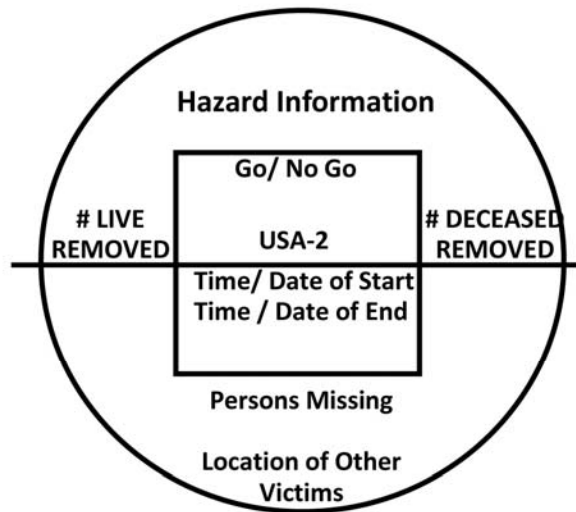 Hazard Information
Go/ No Go
# LIVE
REMOVED
USA-2
# DECEASED
REMOVED
Time/ Date of Start
Time / Date of End
Persons Missing
Location of Other
Victims